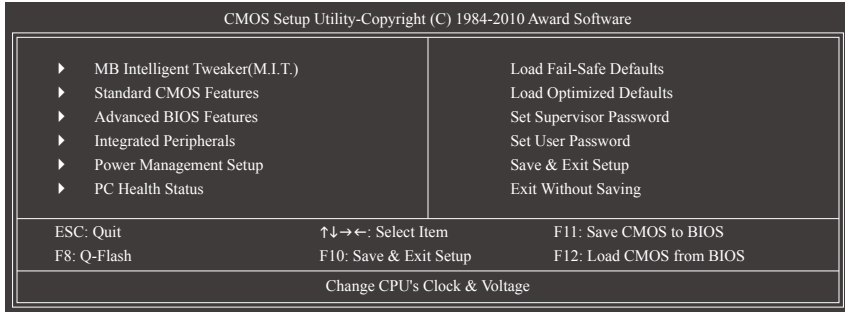 CMOS Setup Utility-Copyright (C) 1984-2010 Award Software
MB Intelligent Tweaker(M.I.T.)
Standard CMOS Features
Advanced BIOS Features
Integrated Peripherals
Power Management Setup
PC Health Status
Load Fail-Safe Defaults
Load Optimized Defaults
Set Supervisor Password
Set User Password
Save & Exit Setup
Exit Without Saving
ESC: Quit ↑↓→←: Select Item F11: Save CMOS to BIOS
F8: Q-Flash F10: Save & Exit Setup F12: Load CMOS from BIOS
Change CPU's Clock & Voltage